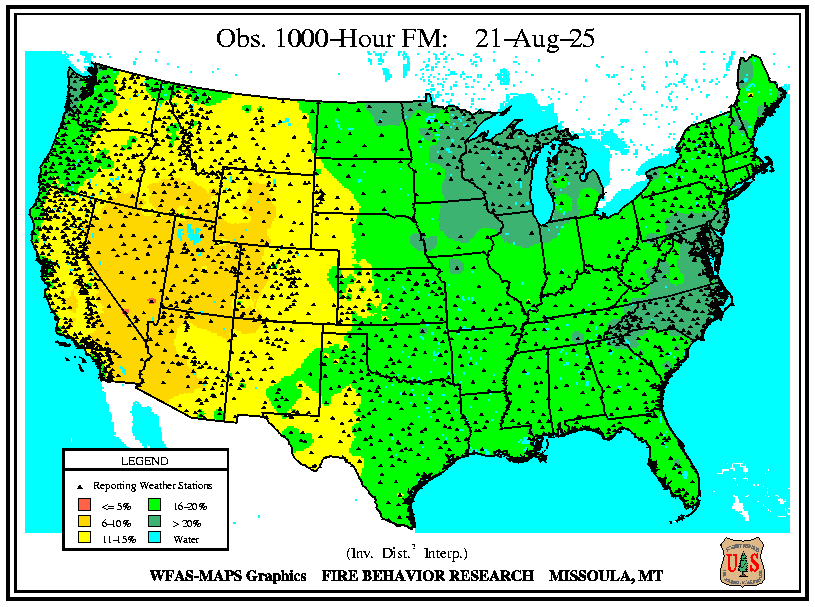 Obs. 1000-Hour FM: 21-Aug-25
LEGEND
Reporting Weather Stations
<= 5% 16-20%
6-10% > 20%
11-15% Water
(Inv. Dist.² Interp.)
WFAS-MAPS Graphics FIRE BEHAVIOR RESEARCH MISSOULA, MT
U S